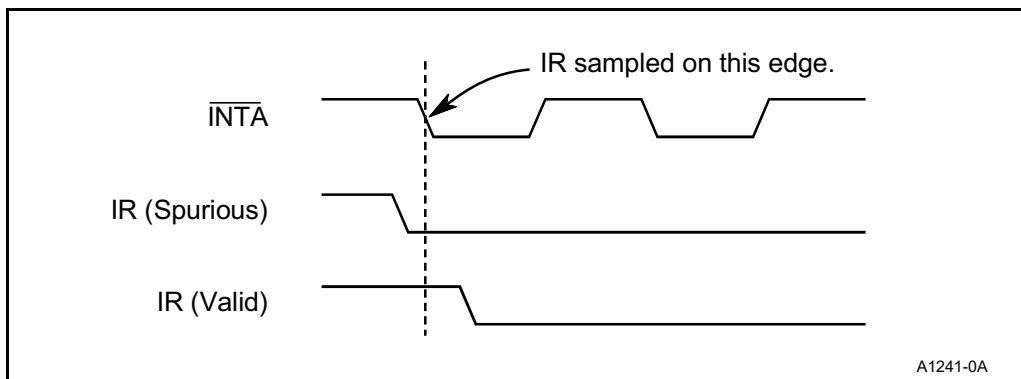 IR sampled on this edge.
INTA
IR (Spurious)
IR (Valid)
A1241-0A